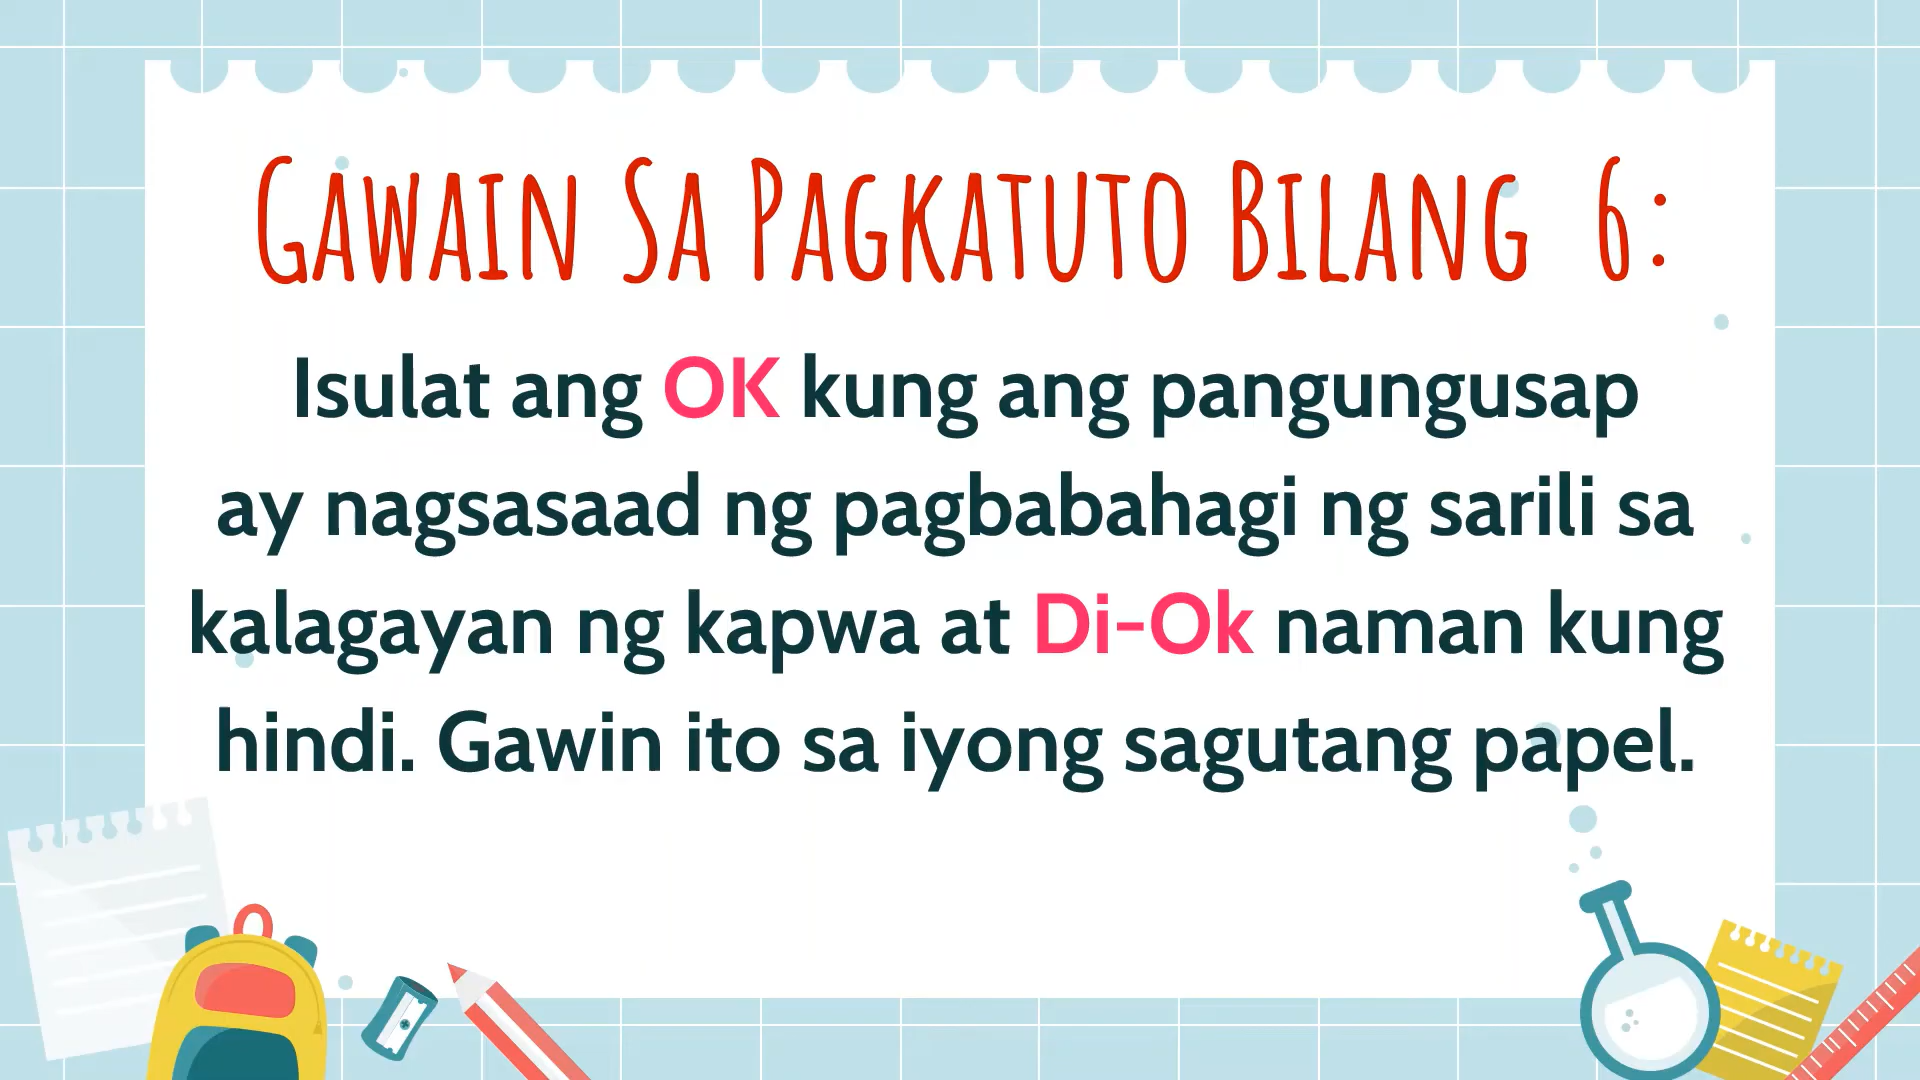 Gawain Sa Pagkatuto Bilang 6:
Isulat ang OK kung ang pangungusap
ay nagsasaad ng pagbabahagi ng sarili sa
kalagayan ng kapwa at Di-Ok naman kung
hindi. Gawin ito sa iyong sagutang papel.